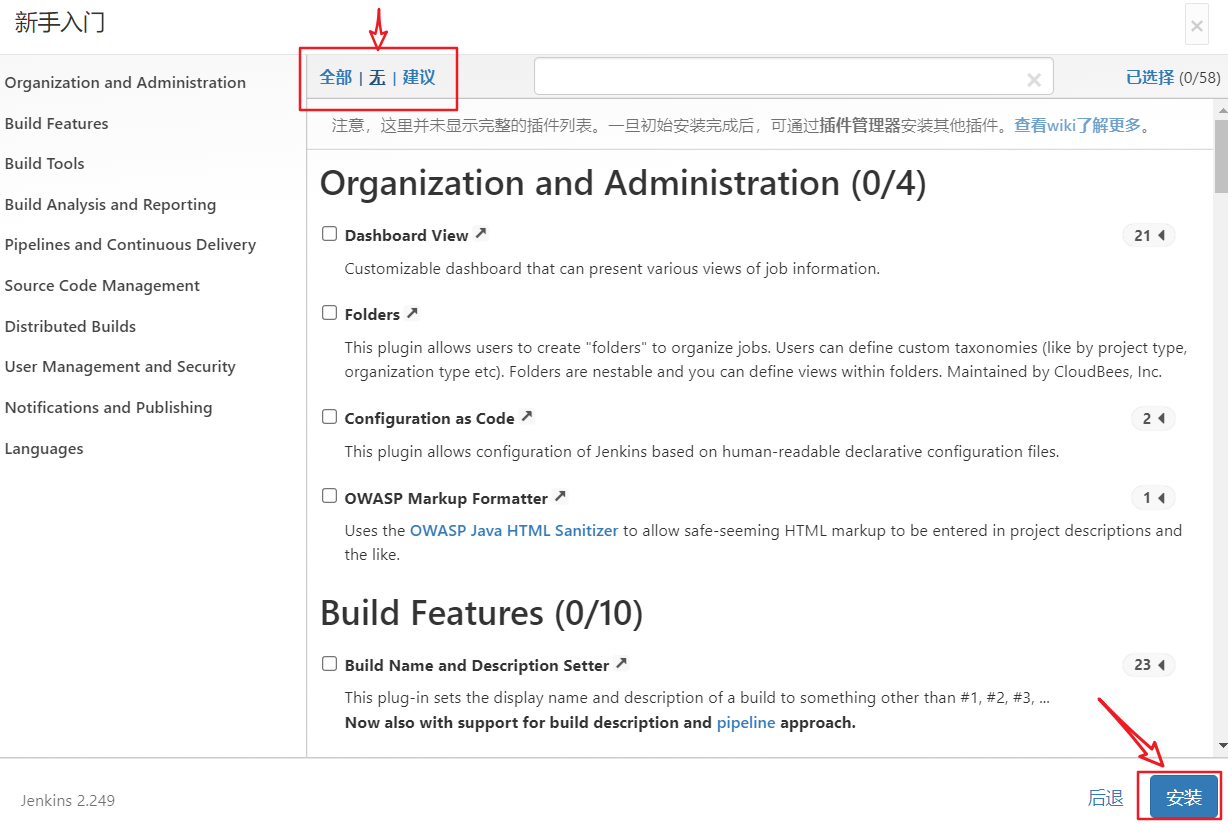 新手入门
×
Organization and Administration
Build Features
Build Tools
Build Analysis and Reporting
Pipelines and Continuous Delivery
Source Code Management
Distributed Builds
User Management and Security
Notifications and Publishing
Languages
全部 | 无 | 建议
×
已选择 (0/58)
注意，这里并未显示完整的插件列表。一旦初始安装完成后，可通过插件管理器安装其他插件。查看wiki了解更多。
Organization and Administration (0/4)
Dashboard View 21
Customizable dashboard that can present various views of job information.
Folders
This plugin allows users to create "folders" to organize jobs. Users can define custom taxonomies (like by project type,
organization type etc). Folders are nestable and you can define views within folders. Maintained by CloudBees, Inc.
Configuration as Code 2
This plugin allows configuration of Jenkins based on human-readable declarative configuration files.
OWASP Markup Formatter 1
Uses the OWASP Java HTML Sanitizer to allow safe-seeming HTML markup to be entered in project descriptions and
the like.
Build Features (0/10)
Build Name and Description Setter 23
This plug-in sets the display name and description of a build to something other than #1, #2, #3, ...
Now also with support for build description and pipeline approach.
Jenkins 2.249
后退
安装